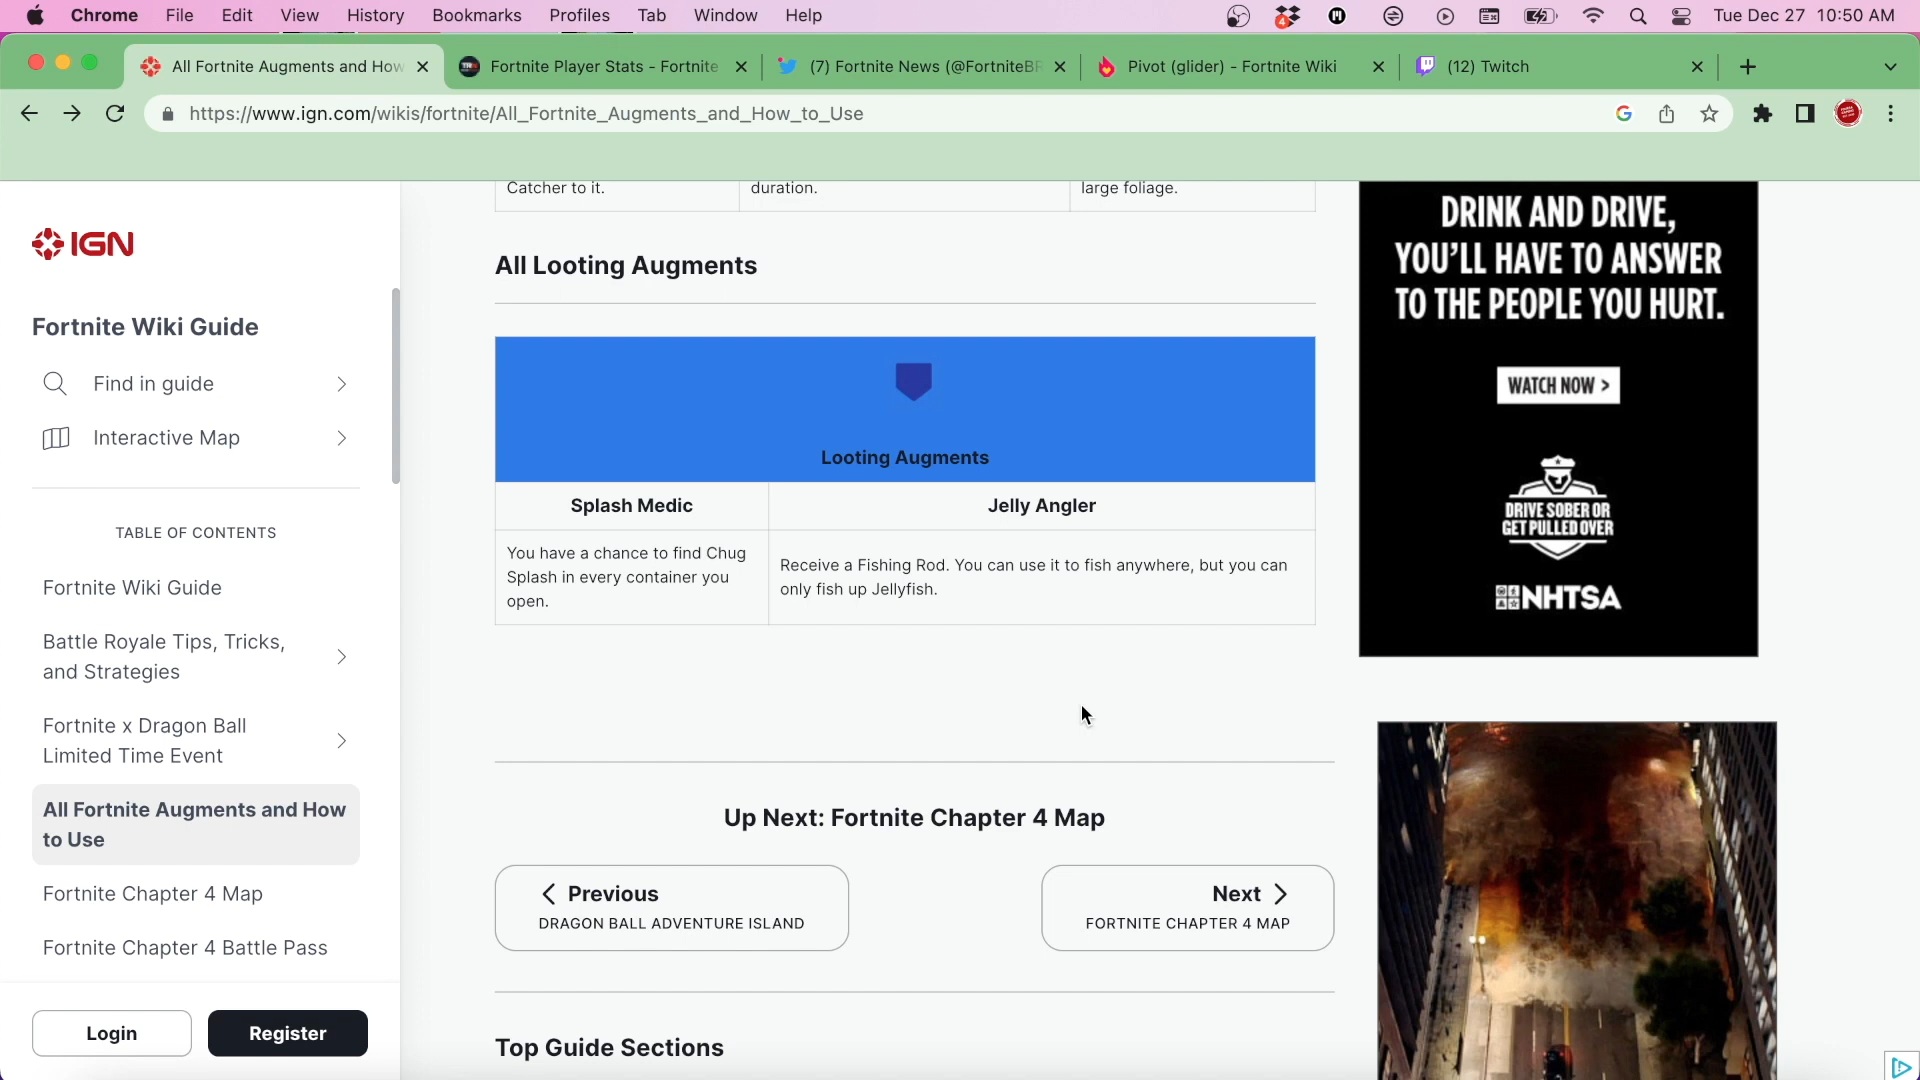 Chrome File Edit View History Bookmarks Profiles Tab Window Help 4 Tue Dec 27 10:50 AM
All Fortnite Augments and How Fortnite Player Stats - Fortnite (7) Fortnite News (@FortniteBR Pivot (glider) - Fortnite Wiki (12) Twitch
https://www.ign.com/wikis/fortnite/All_Fortnite_Augments_and_How_to_Use
IGN
Fortnite Wiki Guide
Find in guide
Interactive Map
TABLE OF CONTENTS
Fortnite Wiki Guide
Battle Royale Tips, Tricks,
and Strategies
Fortnite x Dragon Ball
Limited Time Event
All Fortnite Augments and How
to Use
Fortnite Chapter 4 Map
Fortnite Chapter 4 Battle Pass
Login Register
Catcher to it. duration. large foliage.
All Looting Augments
Looting Augments
Splash Medic Jelly Angler
You have a chance to find Chug
Splash in every container you
open.
Receive a Fishing Rod. You can use it to fish anywhere, but you can
only fish up Jellyfish.
Up Next: Fortnite Chapter 4 Map
Previous
DRAGON BALL ADVENTURE ISLAND
Next
FORTNITE CHAPTER 4 MAP
Top Guide Sections
DRINK AND DRIVE,
YOU'LL HAVE TO ANSWER
TO THE PEOPLE YOU HURT.
WATCH NOW >
DRIVE SOBER OR
GET PULLED OVER
NHTSA